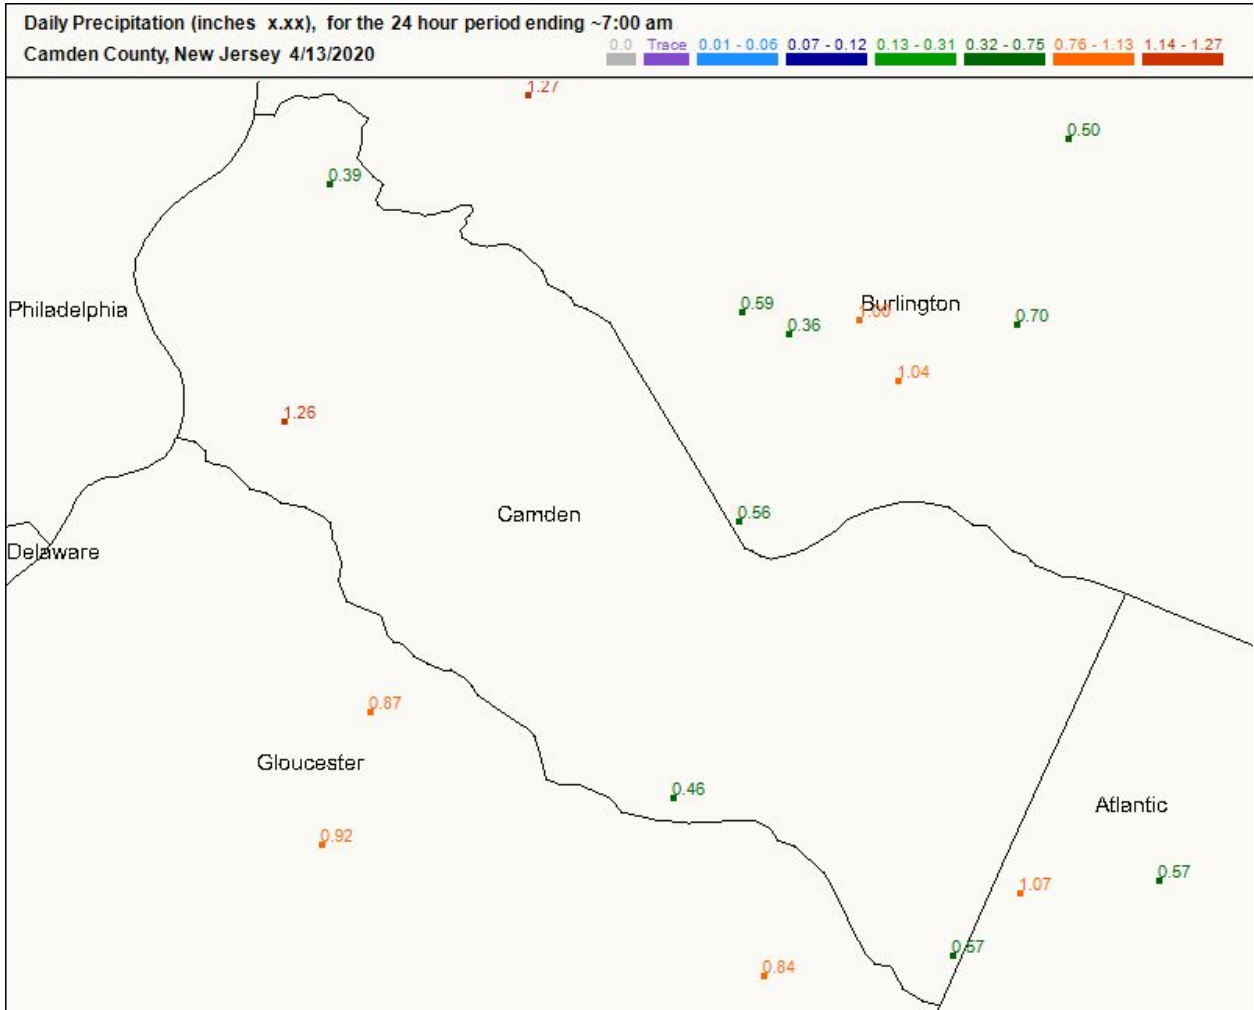 Daily Precipitation (inches x.xx), for the 24 hour period ending ~7:00 am
Camden County, New Jersey 4/13/2020
0.0 Trace 0.01 - 0.06 0.07 - 0.12 0.13 - 0.31 0.32 - 0.75 0.76 - 1.13 1.14 - 1.27
1.27
0.50
0.39
Philadelphia
0.59
0.36
1.00
Burlington
0.70
1.04
1.26
Camden
0.56
Delaware
0.87
Gloucester
0.46
Atlantic
0.92
0.57
1.07
0.57
0.84